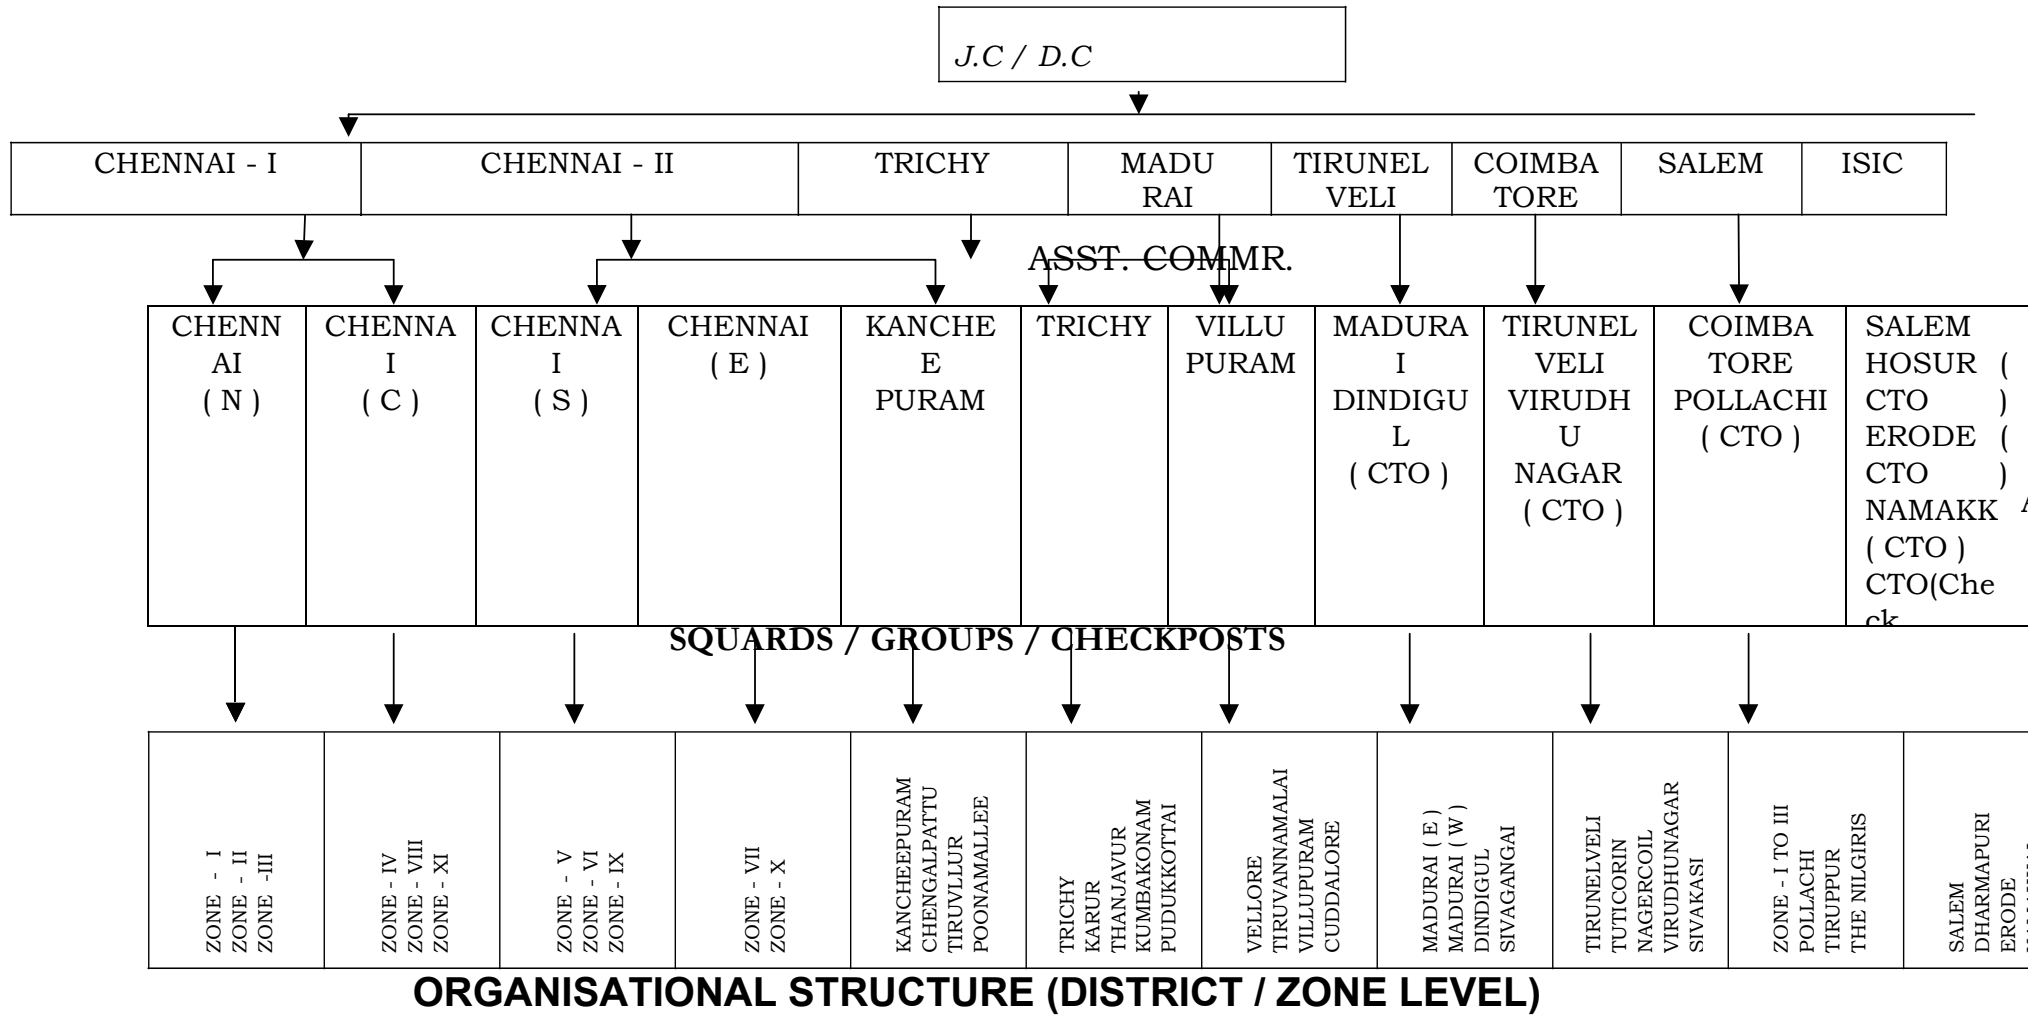 J.C / D.C
CHENNAI - I
CHENNAI - II
TRICHY
MADU
RAI
TIRUNEL
VELI
COIMBA
TORE
SALEM
ISIC
ASST. COMMR.
CHENN
AI
( N )
CHENNA
I
( C )
CHENNA
I
( S )
CHENNAI
( E )
KANCHE
E
PURAM
TRICHY
VILLU
PURAM
MADURA
I
DINDIGU
L
( CTO )
TIRUNEL
VELI
VIRUDH
U
NAGAR
( CTO )
COIMBA
TORE
POLLACHI
( CTO )
SALEM
HOSUR (
CTO )
ERODE (
CTO )
NAMAKK
( CTO )
CTO(Che
ck
SQUARDS / GROUPS / CHECKPOSTS
ZONE - I
ZONE - II
ZONE -III
ZONE - IV
ZONE - VIII
ZONE - XI
ZONE - V
ZONE - VI
ZONE - IX
ZONE - VII
ZONE - X
KANCHEEPURAM
CHENGALPATTU
TIRUVLLUR
POONAMALLEE
TRICHY
KARUR
THANJAVUR
KUMBAKONAM
PUDUKKOTTAI
VELLORE
TIRUVANNAMALAI
VILLUPURAM
CUDDALORE
MADURAI ( E )
MADURAI ( W )
DINDIGUL
SIVAGANGAI
TIRUNELVELI
TUTICORIN
NAGERCOIL
VIRUDHUNAGAR
SIVAKASI
ZONE - I TO III
POLLACHI
TIRUPPUR
THE NILGIRIS
SALEM
DHARMAPURI
ERODE
ORGANISATIONAL STRUCTURE (DISTRICT / ZONE LEVEL)